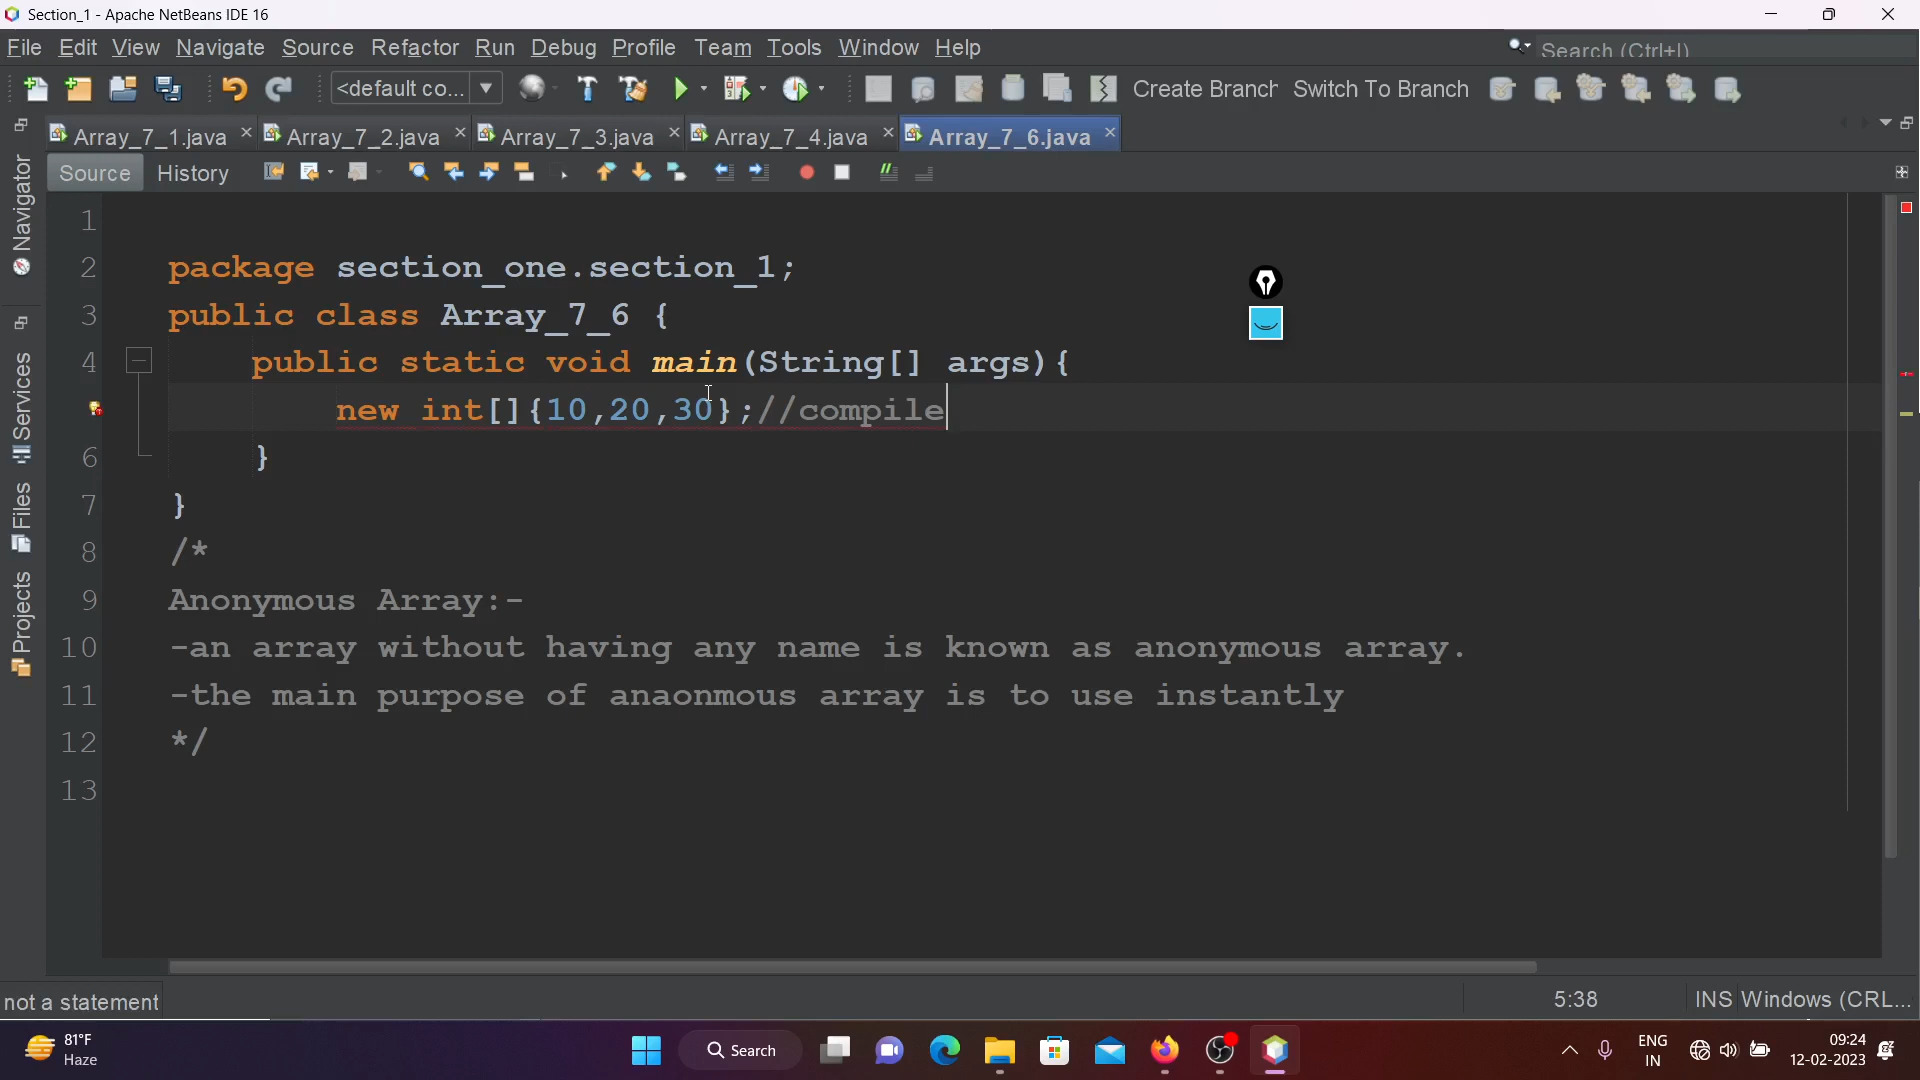 Section_1 - Apache NetBeans IDE 16
File Edit View Navigate Source Refactor Run Debug Profile Team Tools Window Help
Search (Ctrl+I)
<default co...
Create Branch Switch To Branch
Array_7_1.java Array_7_2.java Array_7_3.java Array_7_4.java Array_7_6.java
Source History
Navigator
Services
Files
Projects
1
2 package section_one.section_1;
3 public class Array_7_6 {
4 public static void main(String[] args){
new int[]{10,20,30};//compile
6 }
7 }
8 /*
9 Anonymous Array:-
10 -an array without having any name is known as anonymous array.
11 -the main purpose of anaonmous array is to use instantly
12 */
13
not a statement 5:38 INS Windows (CRL...
81°F
Haze
Search
ENG
IN
09:24
12-02-2023